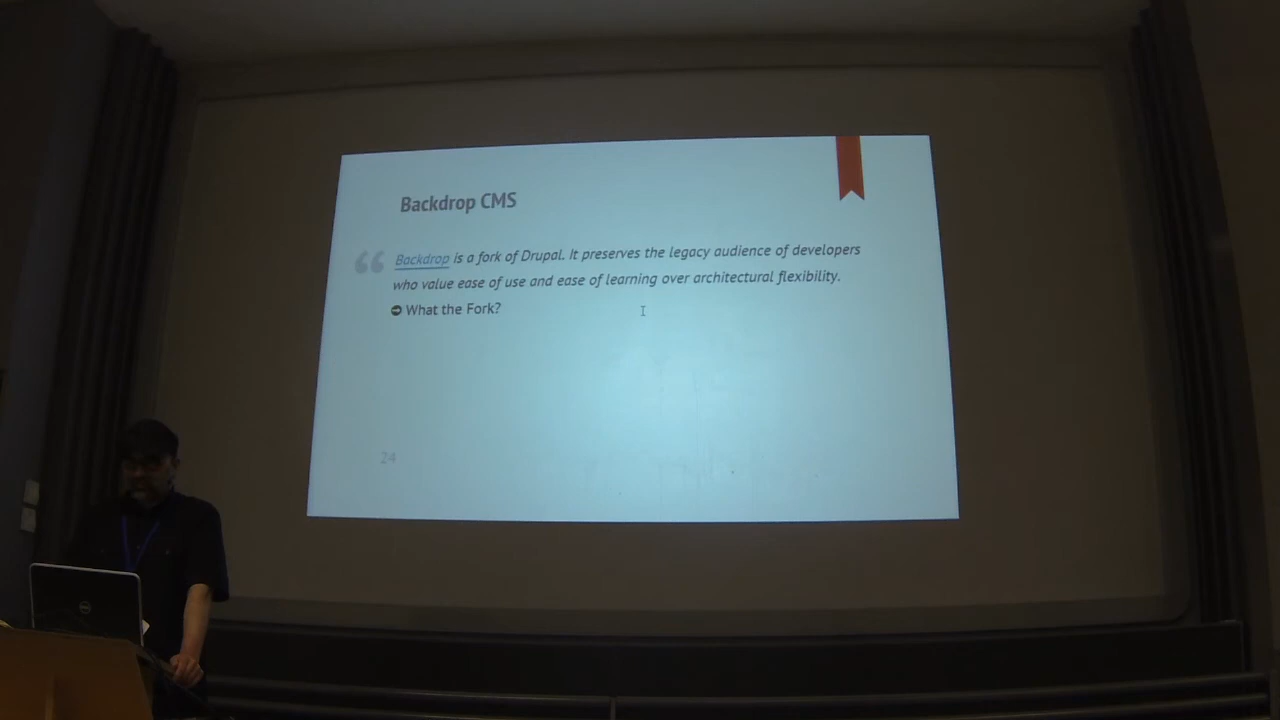 Backdrop CMS
Backdrop is a fork of Drupal. It preserves the legacy audience of developers
who value ease of use and ease of learning over architectural flexibility.
What the Fork?
24